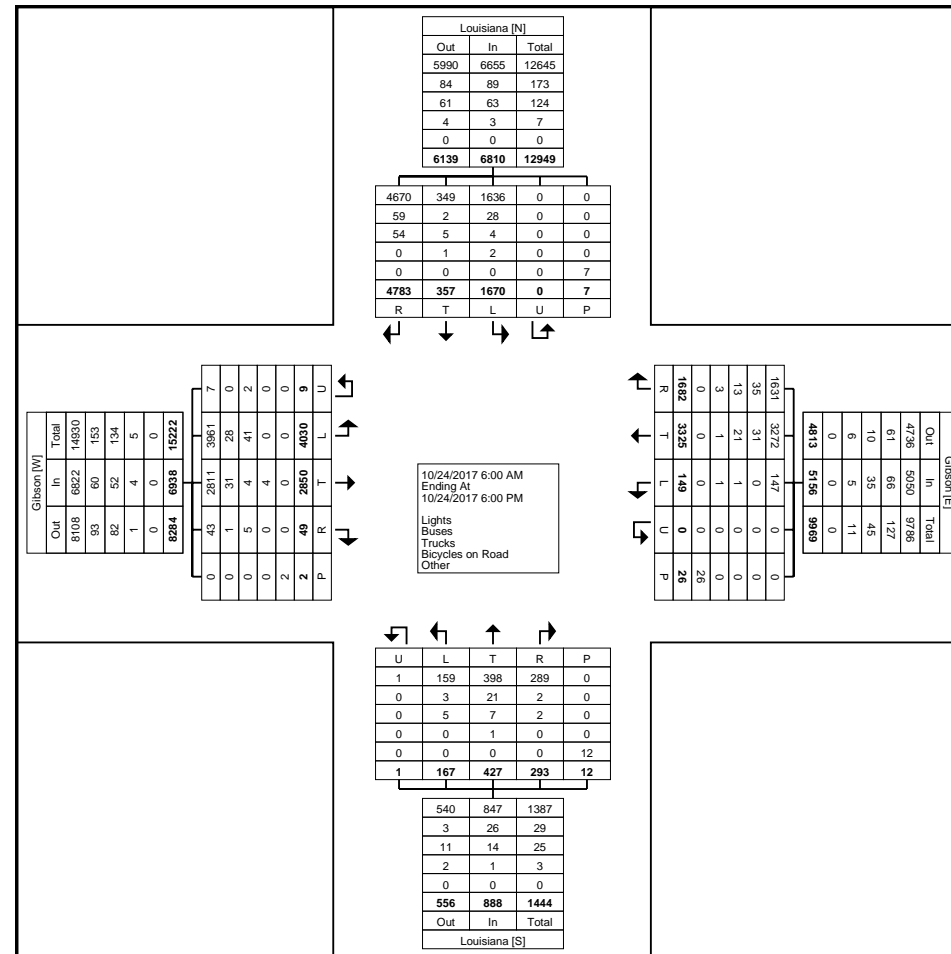 Louisiana [N]
Out In Total
5990 6655 12645
84 89 173
61 63 124
4 3 7
0 0 0
6139 6810 12949
4670 349 1636 0 0
59 2 28 0 0
54 5 4 0 0
0 1 2 0 0
0 0 0 0 7
4783 357 1670 0 7
R T L U P
Gibson [W]
Total 14930 153 134 5 0 15222
In 6822 60 52 4 0 6938
Out 8108 93 82 1 0 8284
7 0 2 0 0 9 U
3961 28 41 0 0 4030 L
2811 31 4 4 0 2850 T
43 1 5 0 0 49 R
0 0 0 0 2 2 P
10/24/2017 6:00 AM
Ending At
10/24/2017 6:00 PM
Lights
Buses
Trucks
Bicycles on Road
Other
R 1682 0 3 13 35 1631
T 3325 0 1 21 31 3272
L 149 0 1 1 0 147
U 0 0 0 0 0 0
P 26 26 0 0 0 0
4813 0 6 10 61 4736 Out
5156 0 5 35 66 5050 In
9969 0 11 45 127 9786 Total
Gibson [E]
U L T R P
1 159 398 289 0
0 3 21 2 0
0 5 7 2 0
0 0 1 0 0
0 0 0 0 12
1 167 427 293 12
540 847 1387
3 26 29
11 14 25
2 1 3
0 0 0
556 888 1444
Out In Total
Louisiana [S]